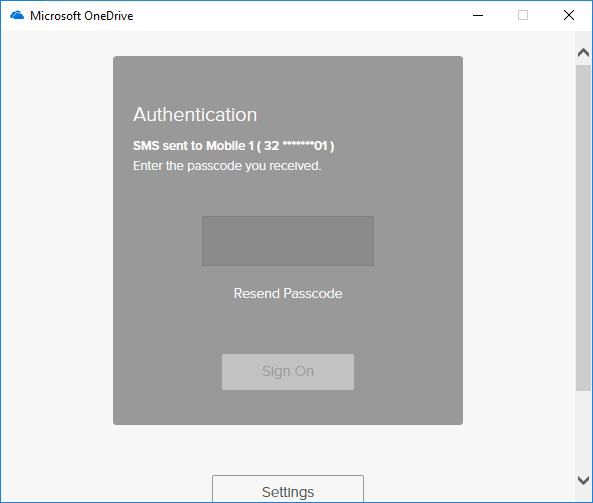 Microsoft OneDrive
Authentication
SMS sent to Mobile 1 ( 32 *******01 )
Enter the passcode you received.
Resend Passcode
Sign On
Settings